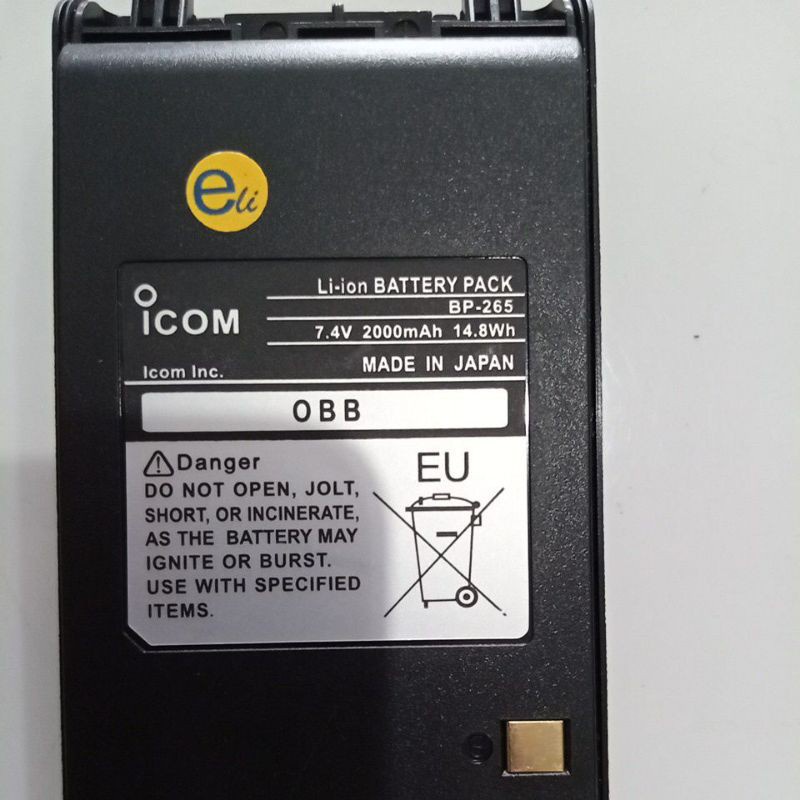 eli
Li-ion BATTERY PACK
BP-265
ICOM
7.4V 2000mAh 14.8Wh
Icom Inc.
MADE IN JAPAN
OBB
Danger
DO NOT OPEN, JOLT,
SHORT, OR INCINERATE,
AS THE BATTERY MAY
IGNITE OR BURST.
USE WITH SPECIFIED
ITEMS.
EU